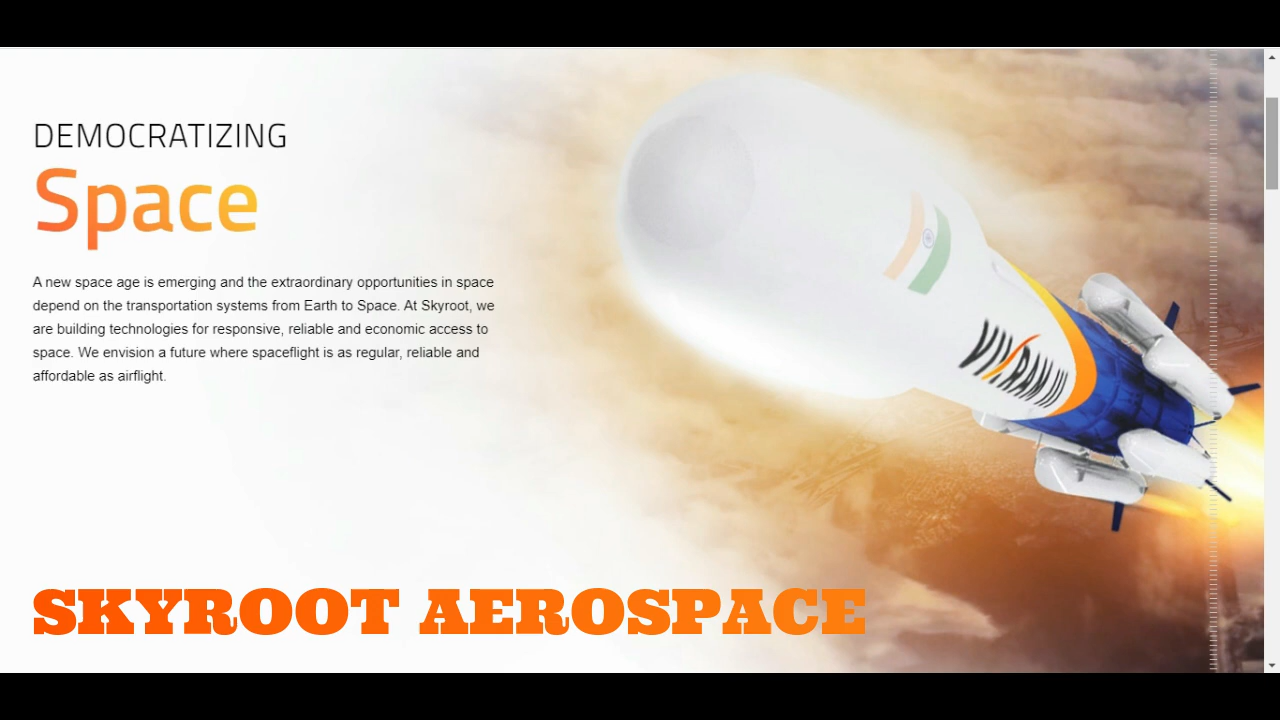 DEMOCRATIZING
Space
A new space age is emerging and the extraordinary opportunities in space
depend on the transportation systems from Earth to Space. At Skyroot, we
are building technologies for responsive, reliable and economic access to
space. We envision a future where spaceflight is as regular, reliable and
affordable as airflight.
VIKRAM III
SKYROOT AEROSPACE